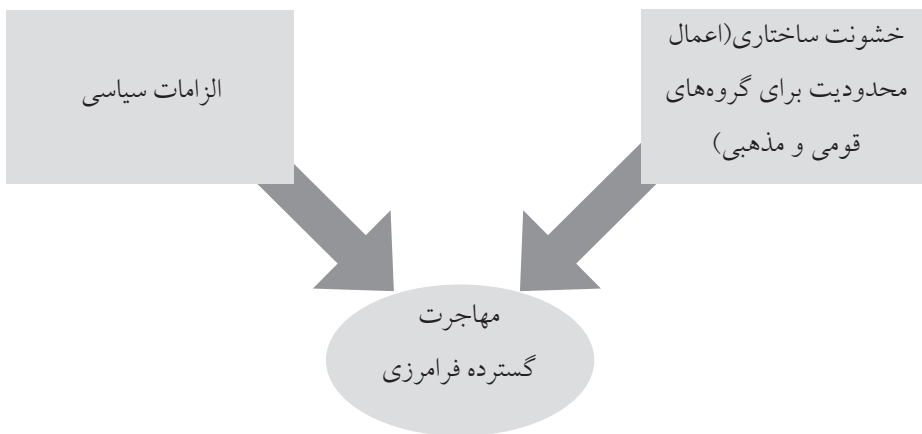 خشونت ساختاری(اعمال
محدودیت برای گروه‌های
قومی و مذهبی)
الزامات سیاسی
مهاجرت
گسترده فرامرزی